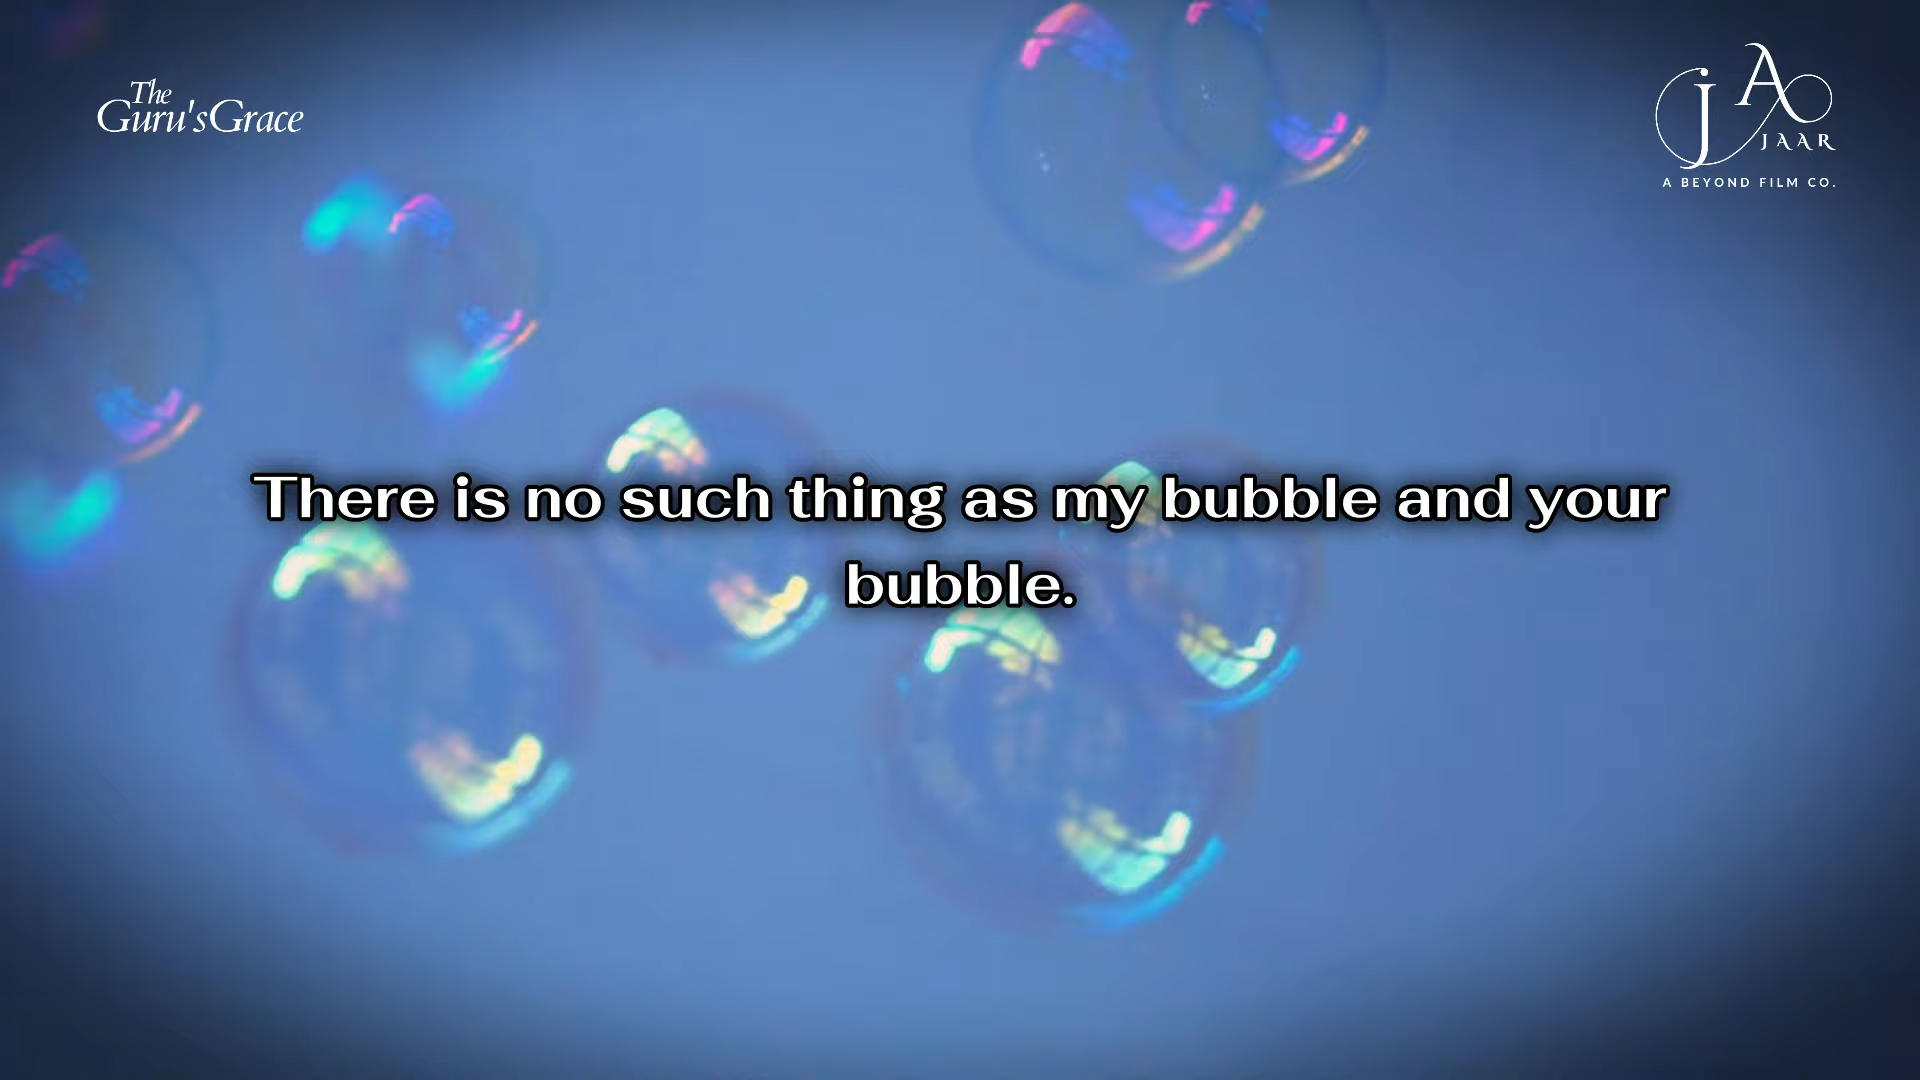 The
Guru's Grace
J A
JAAR
A BEYOND FILM CO.
There is no such thing as my bubble and your
bubble.